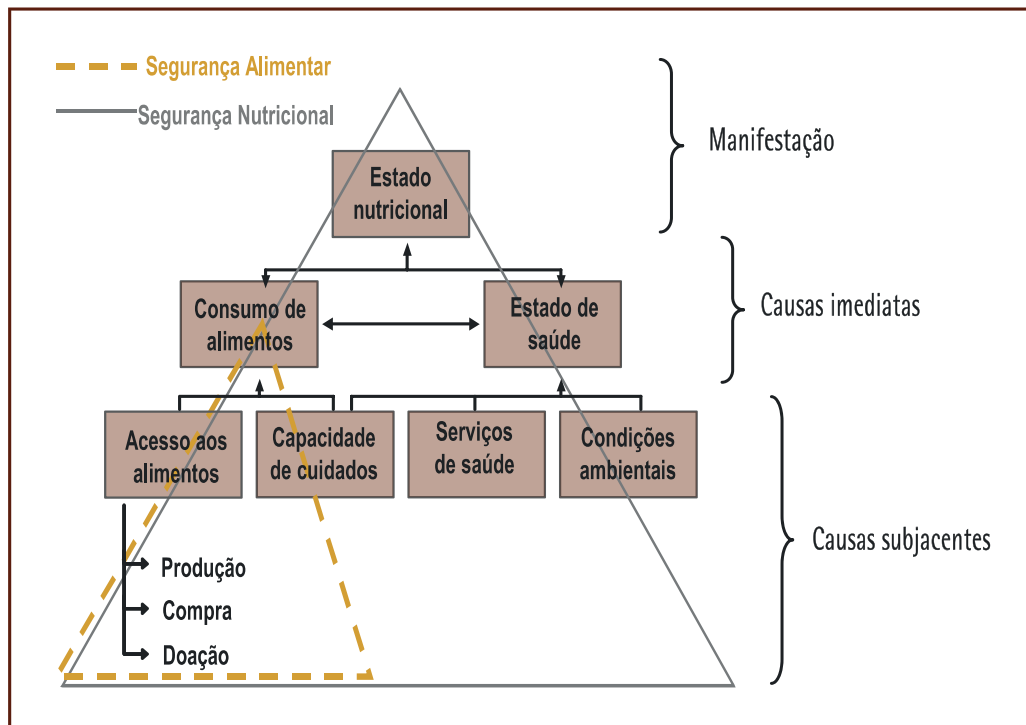 Segurança Alimentar
Segurança Nutricional
Manifestação
Estado
nutricional
Causas imediatas
Consumo de
alimentos
Estado de
saúde
Acesso aos
alimentos
Capacidade
de cuidados
Serviços
de saúde
Condições
ambientais
Causas subjacentes
Produção
Compra
Doação